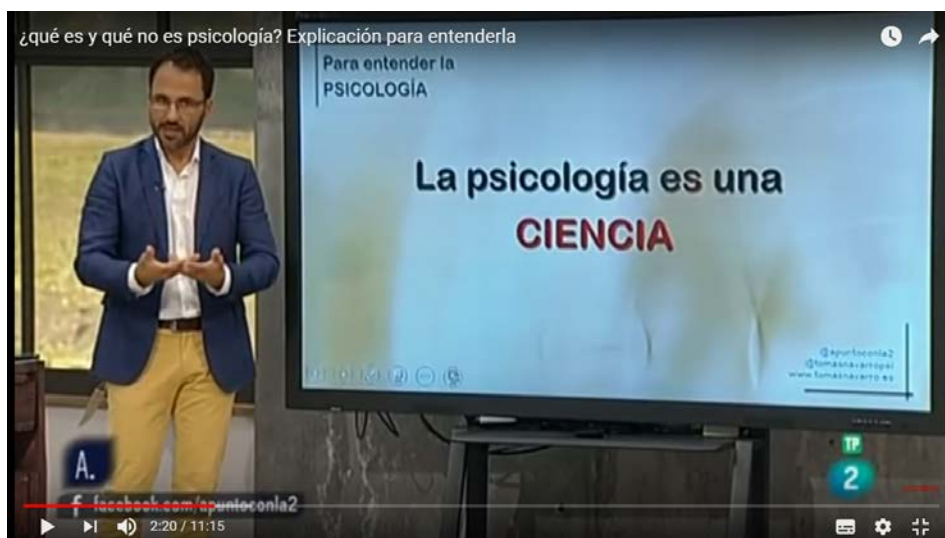 ¿qué es y qué no es psicología? Explicación para entenderla
Para entender la
PSICOLOGÍA
La psicología es una
CIENCIA
@apuntoconla2
@tomasnavarropsi
www.tomasnavarro.es
A.
f facebook.com/apuntoconla2
TP
2
2:20 / 11:15